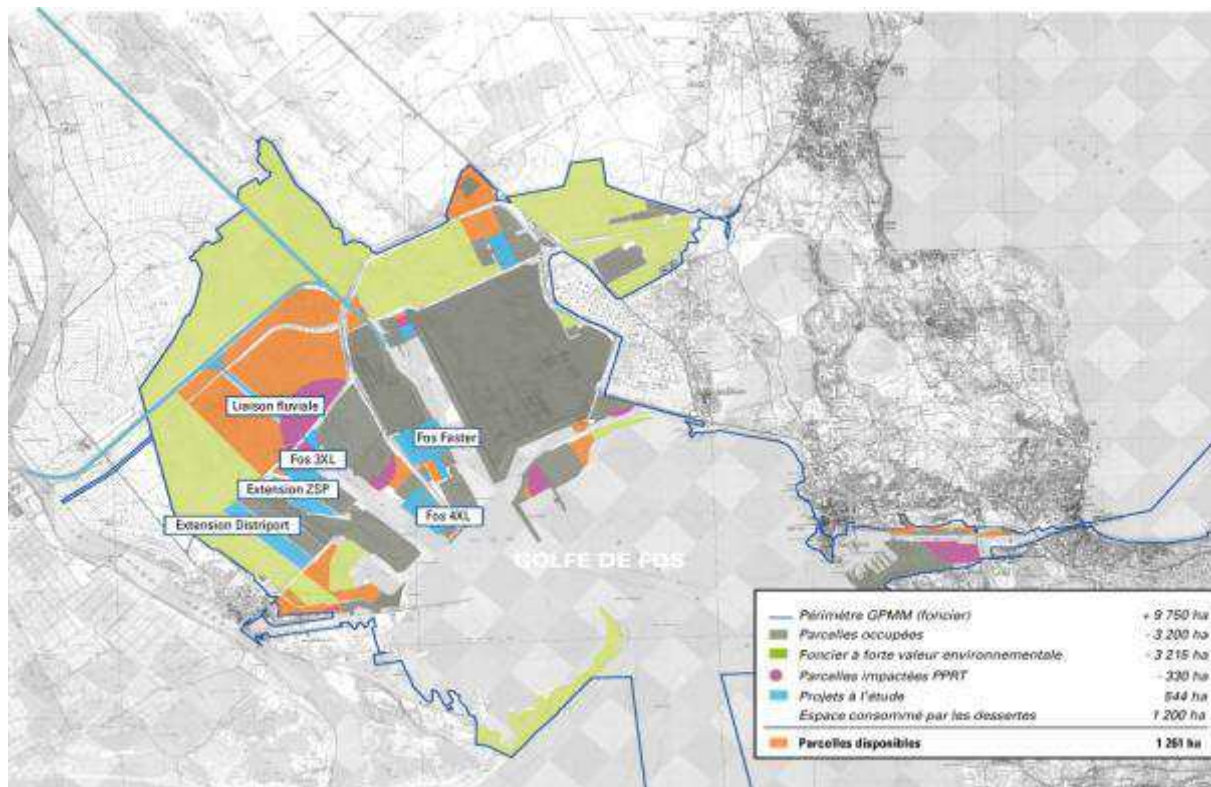 Liaison fluviale
Fos Faster
Fos 3XL
Extension ZSP
Fos 4XL
Extension Distriport
GOLFE DE FOS
Périmètre GPMM (foncier) + 9 750 ha
Parcelles occupées - 3 200 ha
Foncier à forte valeur environnementale - 3 215 ha
Parcelles impactées PPRT - 330 ha
Projets à l'étude 544 ha
Espace consommé par les dessertes 1 200 ha
Parcelles disponibles 1 261 ha